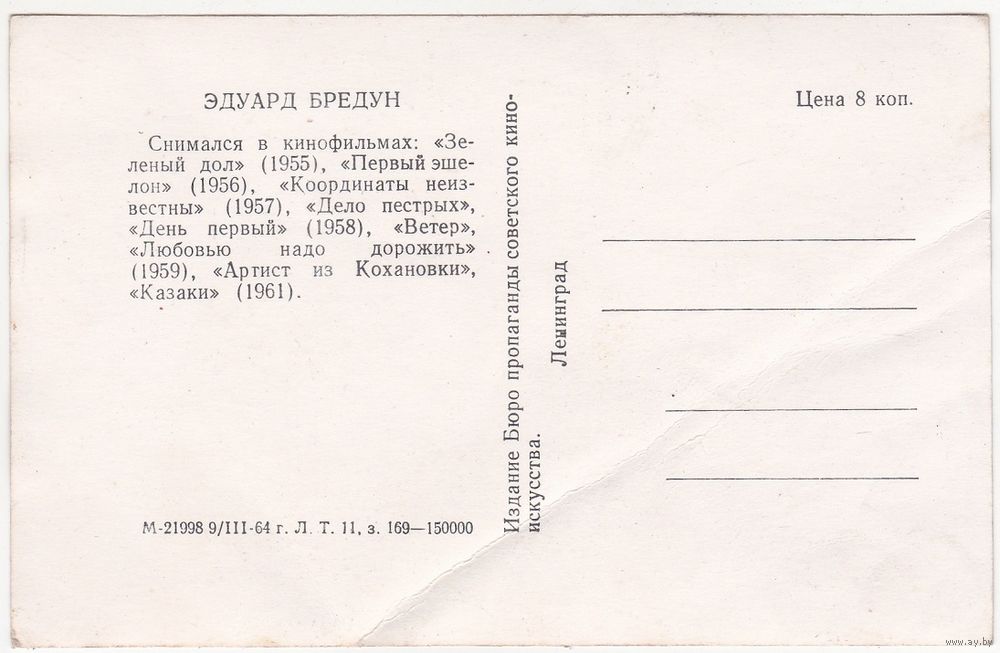 ЭДУАРД БРЕДУН
Снимался в кинофильмах: «Зе-
леный дол» (1955), «Первый эше-
лон» (1956), «Координаты неиз-
вестны» (1957), «Дело пестрых»,
«День первый» (1958), «Ветер»,
«Любовью надо дорожить»
(1959), «Артист из Кохановки»,
«Казаки» (1961).
М-21998 9/III-64 г. Л. Т. 11, з. 169—150000
Издание Бюро пропаганды советского кино-
искусства.
Ленинград
Цена 8 коп.
www.ay.by